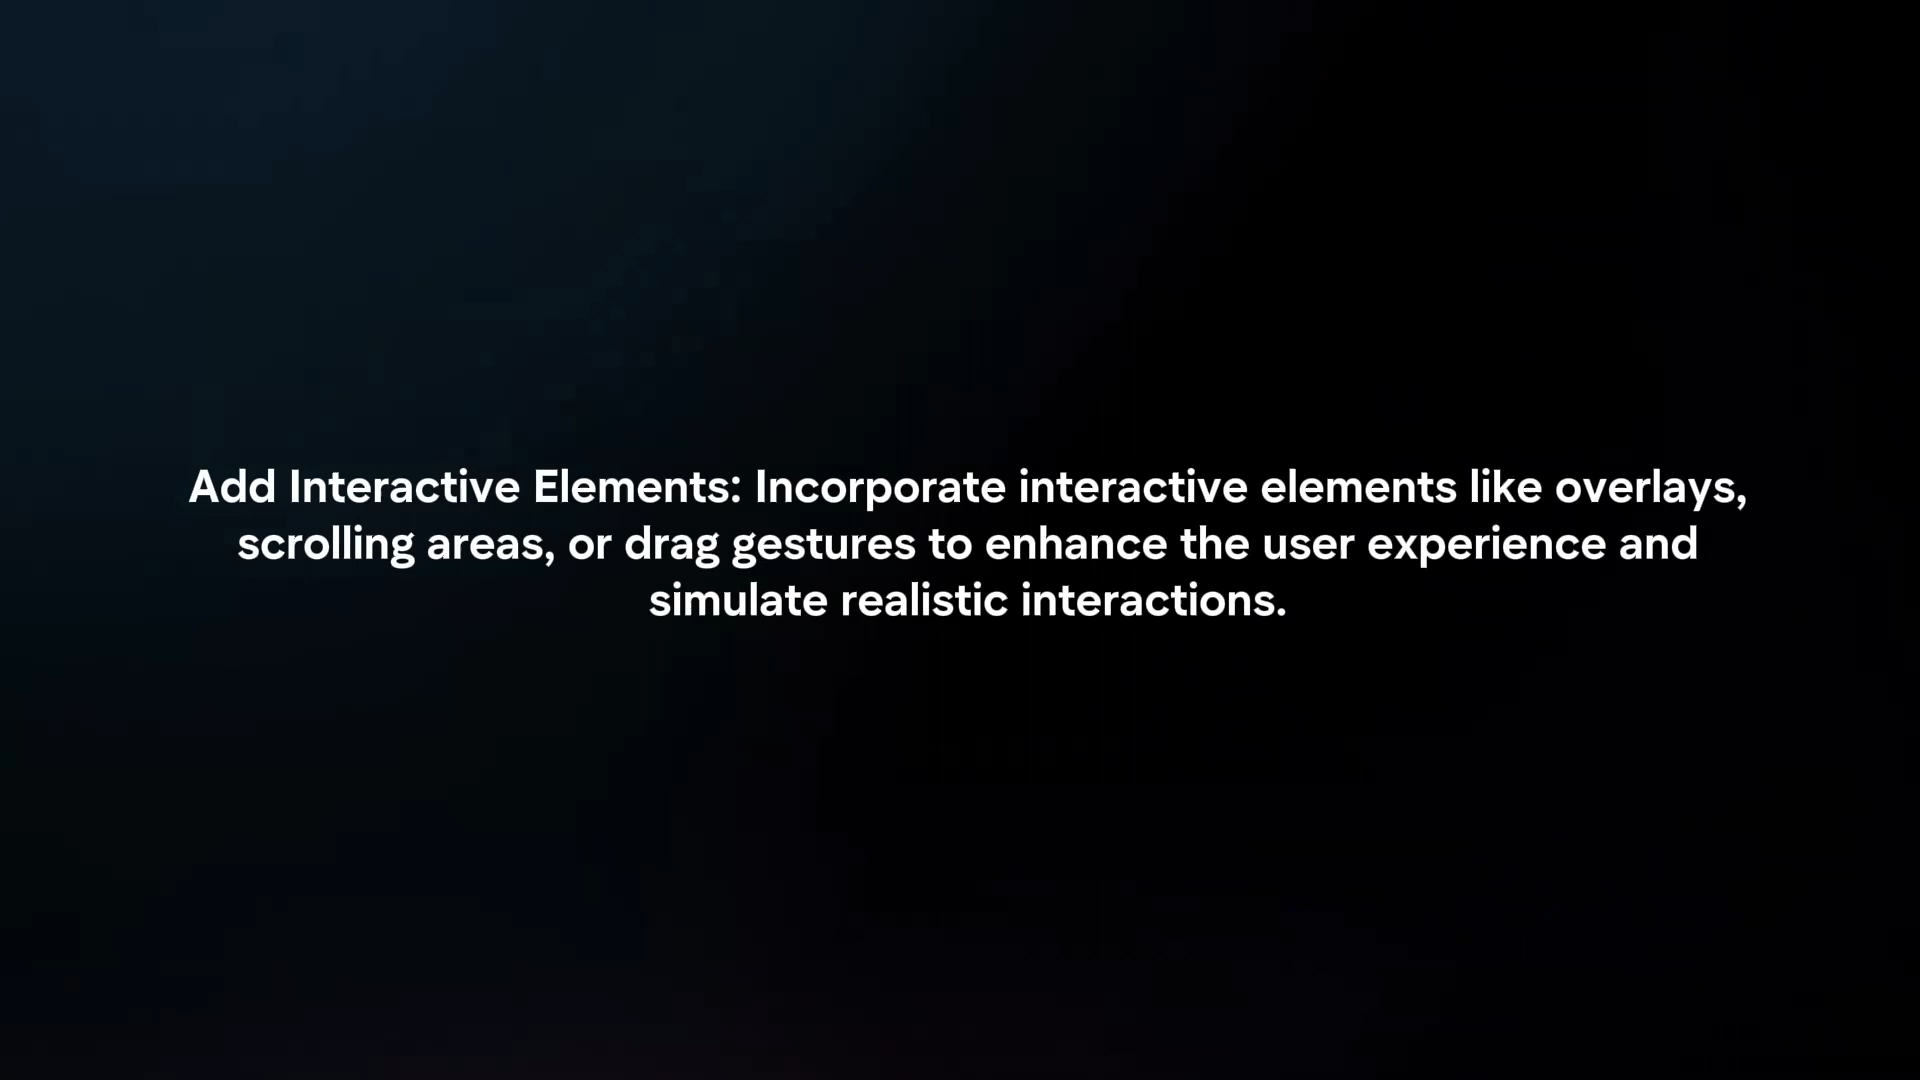 Add Interactive Elements: Incorporate interactive elements like overlays,
scrolling areas, or drag gestures to enhance the user experience and
simulate realistic interactions.